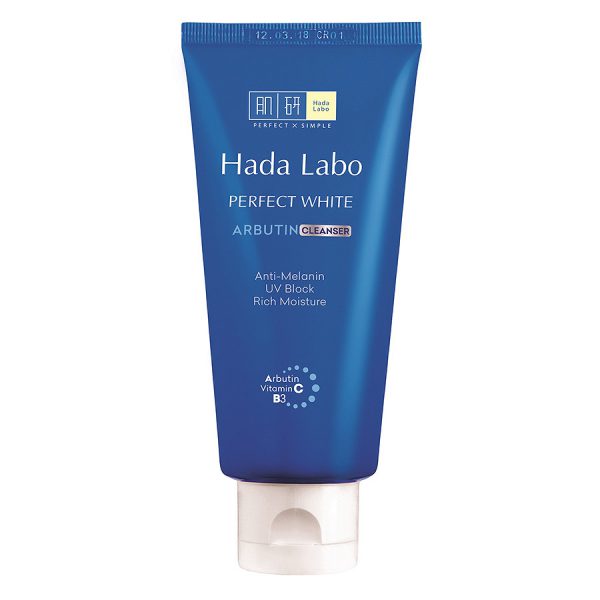 12.03.18 CR01
肌 研 Hada
Labo
PERFECT × SIMPLE
Hada Labo
PERFECT WHITE
ARBUTIN CLEANSER
Anti-Melanin
UV Block
Rich Moisture
Arbutin
Vitamin C
B3